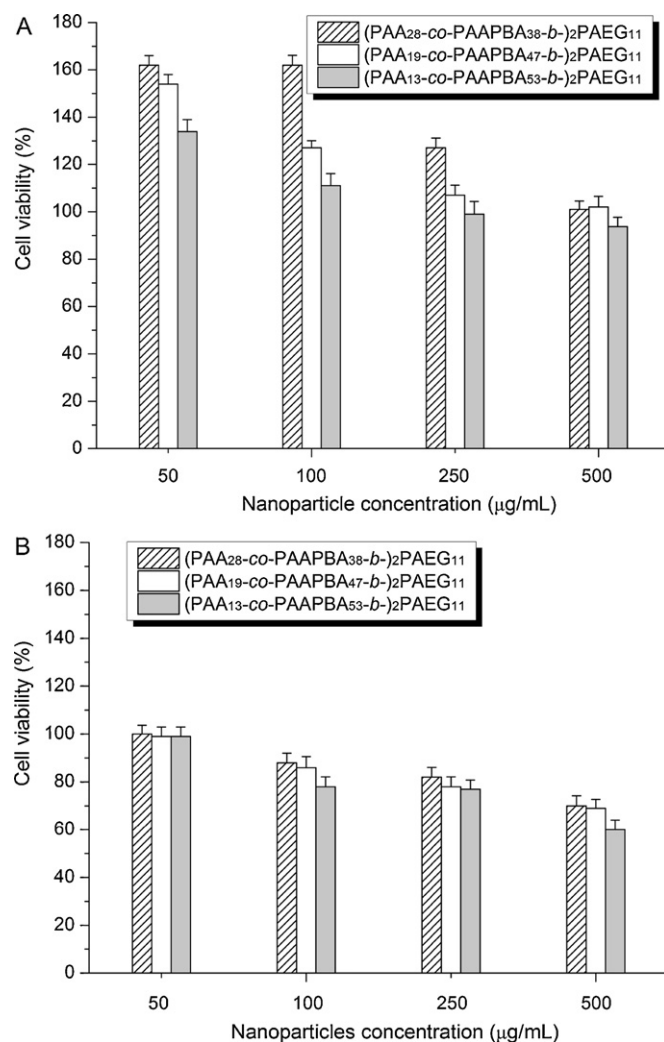 A
(PAA28-co-PAAPBA38-b-)2PAEG11
(PAA19-co-PAAPBA47-b-)2PAEG11
(PAA13-co-PAAPBA53-b-)2PAEG11
180
160
140
120
100
80
60
40
20
0
Cell viability (%)
50 100 250 500
Nanoparticle concentration (μg/mL)
B
(PAA28-co-PAAPBA38-b-)2PAEG11
(PAA19-co-PAAPBA47-b-)2PAEG11
(PAA13-co-PAAPBA53-b-)2PAEG11
180
160
140
120
100
80
60
40
20
0
Cell viability (%)
50 100 250 500
Nanoparticles concentration (μg/mL)